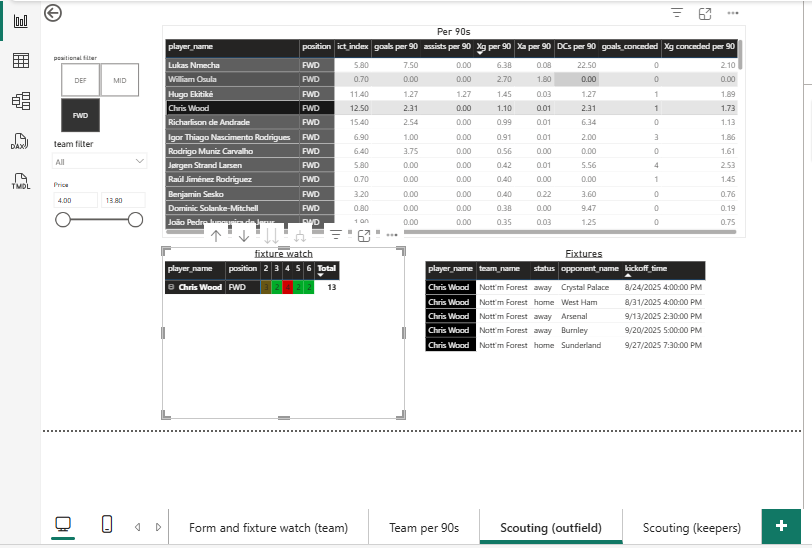 Per 90s
positional filter
DEF MID
FWD
team filter
All
Price
4.00 13.80
player_name position ict_index goals per 90 assists per 90 Xg per 90 Xa per 90 DCs per 90 goals_conceded Xg conceded per 90
Lukas Nmecha FWD 5.80 7.50 0.00 6.38 0.08 22.50 0 2.10
William Osula FWD 0.70 0.00 0.00 2.70 1.80 0.00 0 0.00
Hugo Ekitiké FWD 11.40 1.27 1.27 1.45 0.03 1.27 1 1.89
Chris Wood FWD 12.50 2.31 0.00 1.10 0.01 2.31 1 1.73
Richarlison de Andrade FWD 15.40 2.54 0.00 0.99 0.01 6.34 0 1.13
Igor Thiago Nascimento Rodrigues FWD 6.90 1.00 0.00 0.91 0.01 2.00 3 1.86
Rodrigo Muniz Carvalho FWD 6.40 3.75 0.00 0.56 0.00 0.00 0 1.61
Jørgen Strand Larsen FWD 5.80 0.00 0.00 0.42 0.01 5.56 4 2.53
Raúl Jiménez Rodríguez FWD 0.70 0.00 0.00 0.40 0.00 0.00 1 1.45
Benjamin Sesko FWD 3.20 0.00 0.00 0.40 0.22 3.60 0 0.76
Dominic Solanke-Mitchell FWD 0.80 0.00 0.00 0.38 0.00 9.47 0 0.19
João Pedro Junqueira de Jesus FWD 1.90 0.00 0.00 0.35 0.03 1.25 0 0.75
fixture watch
player_name position 2 3 4 5 6 Total
Chris Wood FWD 3 2 4 2 2 13
Fixtures
player_name team_name status opponent_name kickoff_time
Chris Wood Nott'm Forest away Crystal Palace 8/24/2025 4:00:00 PM
Chris Wood Nott'm Forest home West Ham 8/31/2025 4:00:00 PM
Chris Wood Nott'm Forest away Arsenal 9/13/2025 2:30:00 PM
Chris Wood Nott'm Forest away Burnley 9/20/2025 5:00:00 PM
Chris Wood Nott'm Forest home Sunderland 9/27/2025 7:30:00 PM
DAX
TMDL
Form and fixture watch (team) Team per 90s Scouting (outfield) Scouting (keepers) +